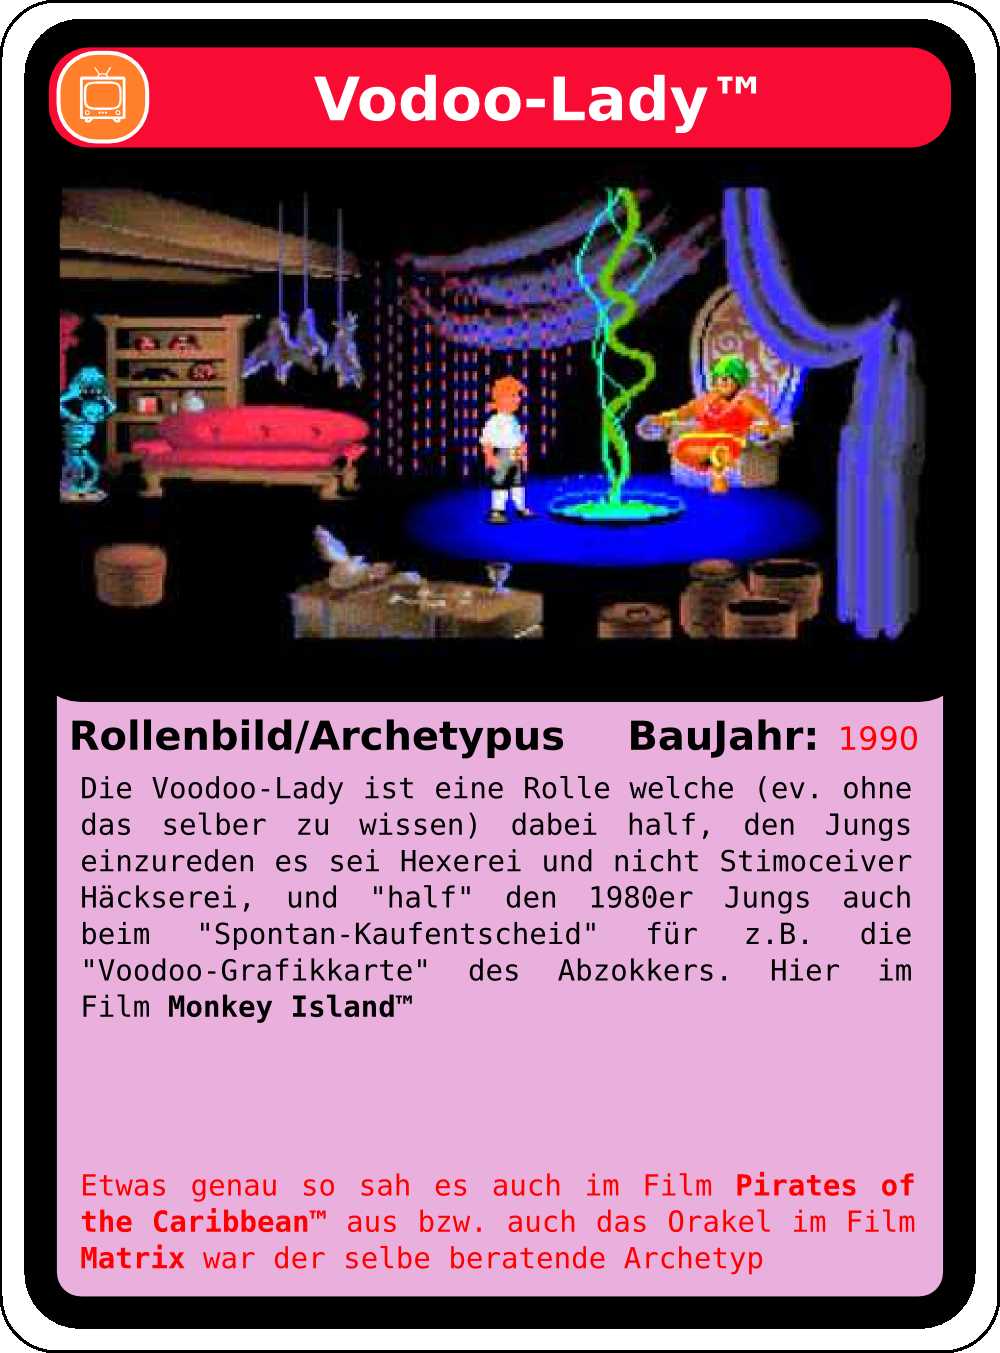 Vodoo-Lady™
Rollenbild/Archetypus BauJahr: 1990
Die Voodoo-Lady ist eine Rolle welche (ev. ohne
das selber zu wissen) dabei half, den Jungs
einzureden es sei Hexerei und nicht Stimoceiver
Häckserei, und "half" den 1980er Jungs auch
beim "Spontan-Kaufentscheid" für z.B. die
"Voodoo-Grafikkarte" des Abzokkers. Hier im
Film Monkey Island™
Etwas genau so sah es auch im Film Pirates of
the Caribbean™ aus bzw. auch das Orakel im Film
Matrix war der selbe beratende Archetyp